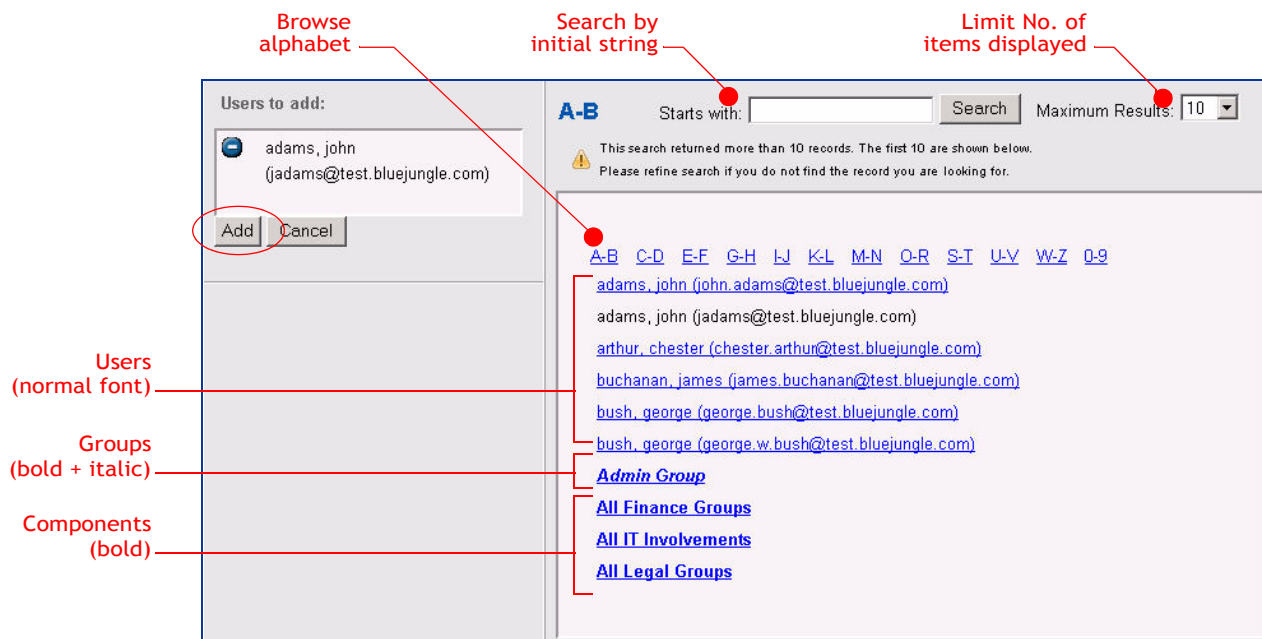 Browse
alphabet
Search by
initial string
Limit No. of
items displayed
Users to add:
adams, john
(jadams@test.bluejungle.com)
Add Cancel
A-B Starts with: Search Maximum Results: 10
This search returned more than 10 records. The first 10 are shown below.
Please refine search if you do not find the record you are looking for.
A-B C-D E-F G-H I-J K-L M-N O-R S-T U-V W-Z 0-9
adams, john (john.adams@test.bluejungle.com)
adams, john (jadams@test.bluejungle.com)
arthur, chester (chester.arthur@test.bluejungle.com)
buchanan, james (james.buchanan@test.bluejungle.com)
bush, george (george.bush@test.bluejungle.com)
bush, george (george.w.bush@test.bluejungle.com)
Admin Group
All Finance Groups
All IT Involvements
All Legal Groups
Users
(normal font)
Groups
(bold + italic)
Components
(bold)